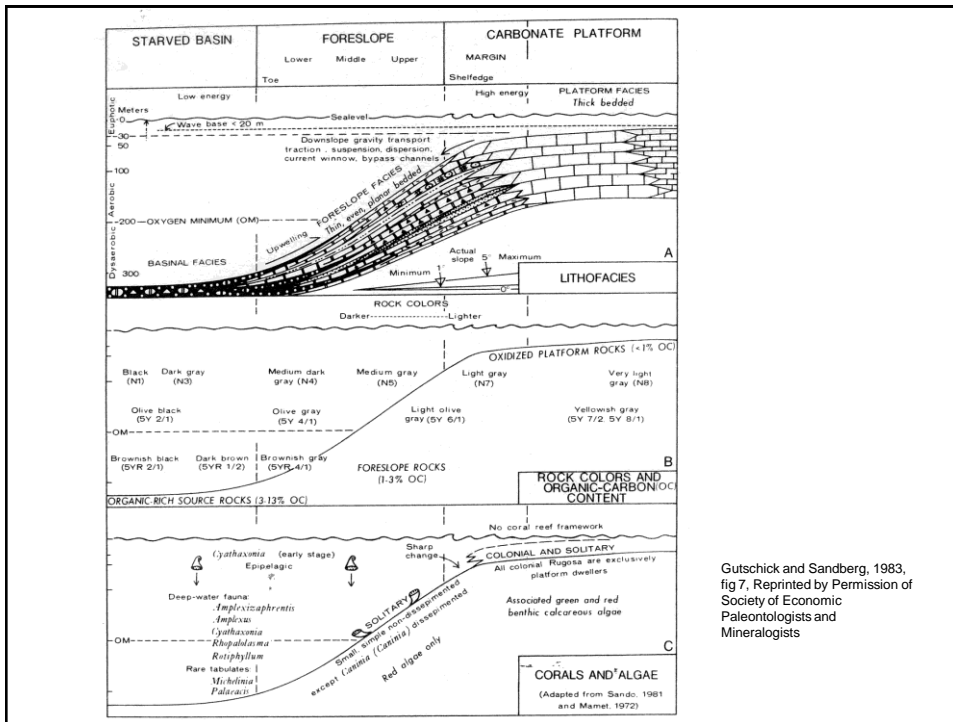 STARVED BASIN
FORESLOPE
CARBONATE PLATFORM
Lower Middle Upper
MARGIN
Toe
Shelfedge
Low energy
High energy
PLATFORM FACIES
Thick bedded
Euphotic
Meters
0
Sealevel
Wave base < 20 m
30
50
Downslope gravity transport
traction, suspension, dispersion,
current winnow, bypass channels
100
Aerobic
FORESLOPE FACIES
Thin, even, planar bedded
200
OXYGEN MINIMUM (OM)
Upwelling
Dysaerobic
BASINAL FACIES
300
Actual
slope
5° Maximum
Minimum 1°
0°
A
LITHOFACIES
ROCK COLORS
Darker ---------- Lighter
OXIDIZED PLATFORM ROCKS (<1% OC)
Black
(N1)
Dark gray
(N3)
Medium dark
gray (N4)
Medium gray
(N5)
Light gray
(N7)
Very light
gray (N8)
Olive black
(5Y 2/1)
Olive gray
(5Y 4/1)
Light olive
gray (5Y 6/1)
Yellowish gray
(5Y 7/2 5Y 8/1)
OM
Brownish black
(5YR 2/1)
Dark brown
(5YR 1/2)
Brownish gray
(5YR 4/1)
FORESLOPE ROCKS
(1-3% OC)
B
ORGANIC-RICH SOURCE ROCKS (3-13% OC)
ROCK COLORS AND
ORGANIC-CARBON (OC)
CONTENT
No coral reef framework
Cyathaxonia (early stage)
Epipelagic
Sharp
change
COLONIAL AND SOLITARY
All colonial Rugosa are exclusively
platform dwellers
Deep-water fauna:
Amplexizaphrentis
Amplexus
Cyathaxonia
Rhopalolasma
Rotiphyllum
Rare tabulates:
Michelinia
Palaeacis
OM
SOLITARY
Small, simple non-dissepimented
except Caninia (Caninia) dissepimented
Red algae only
Associated green and red
benthic calcareous algae
C
CORALS AND ALGAE
(Adapted from Sando, 1981
and Mamet, 1972)
Gutschick and Sandberg, 1983,
fig 7, Reprinted by Permission of
Society of Economic
Paleontologists and
Mineralogists